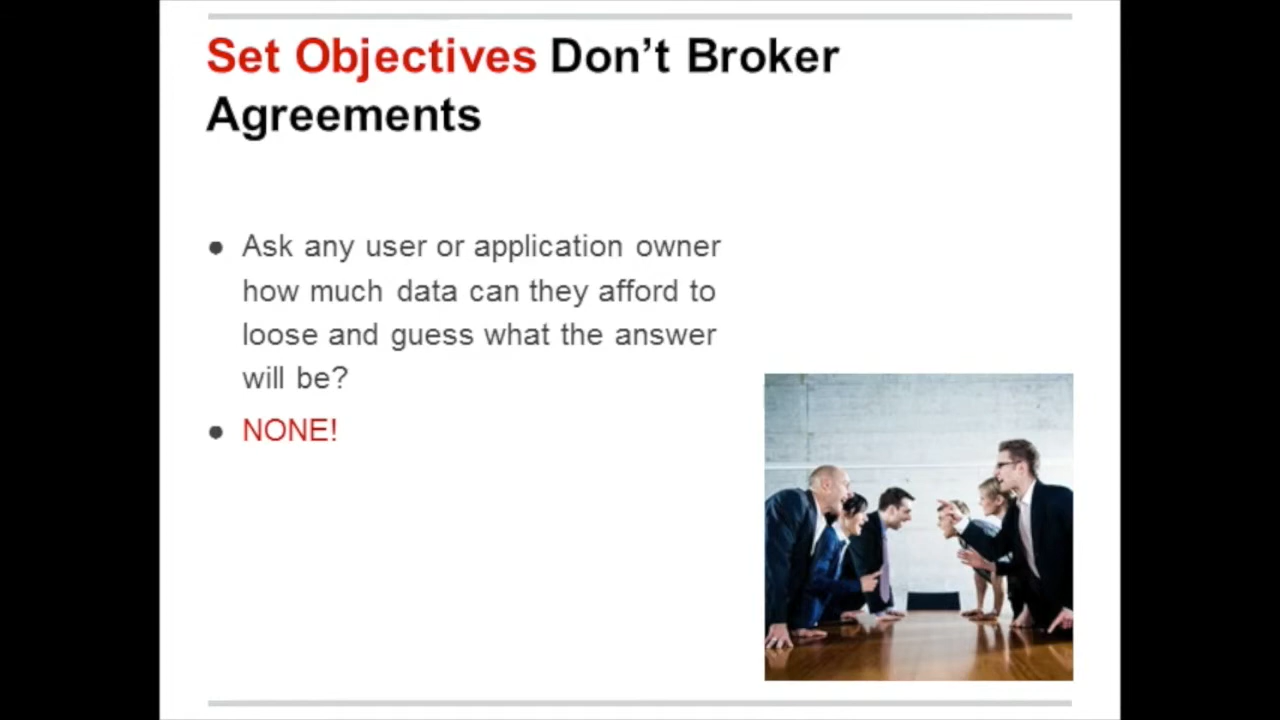 Set Objectives Don’t Broker
Agreements
● Ask any user or application owner
how much data can they afford to
loose and guess what the answer
will be?
● NONE!